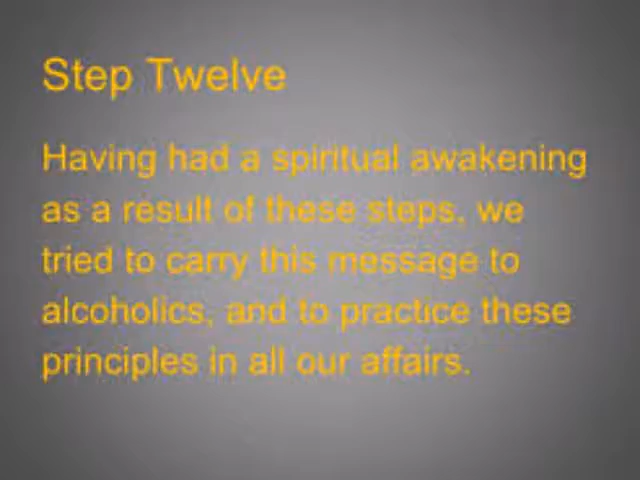 Step Twelve
Having had a spiritual awakening
as a result of these steps, we
tried to carry this message to
alcoholics, and to practice these
principles in all our affairs.